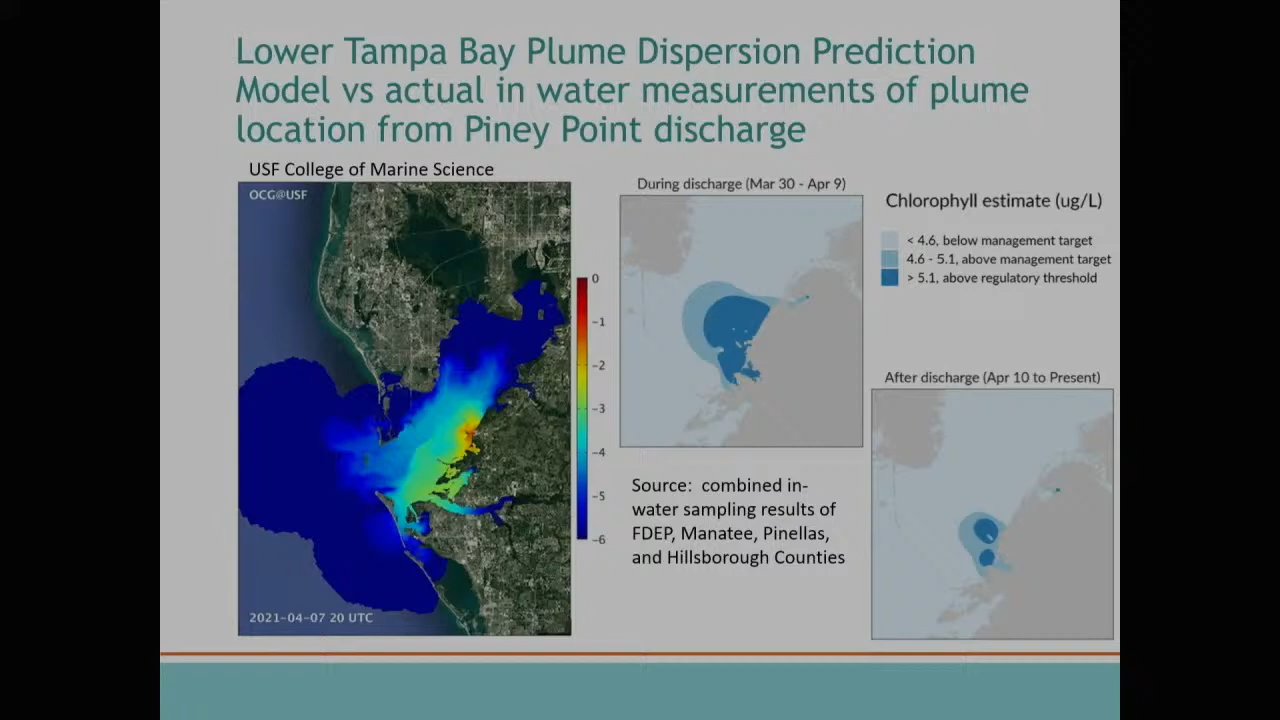 Lower Tampa Bay Plume Dispersion Prediction
Model vs actual in water measurements of plume
location from Piney Point discharge
USF College of Marine Science
OCG@USF
0
−1
−2
−3
−4
−5
−6
2021-04-07 20 UTC
During discharge (Mar 30 - Apr 9)
Chlorophyll estimate (ug/L)
< 4.6, below management target
4.6 - 5.1, above management target
> 5.1, above regulatory threshold
After discharge (Apr 10 to Present)
Source: combined in-
water sampling results of
FDEP, Manatee, Pinellas,
and Hillsborough Counties